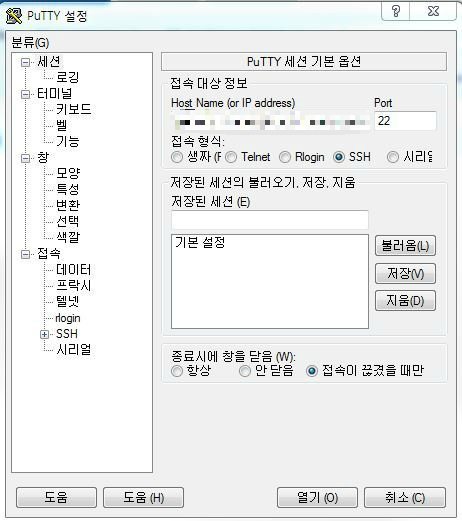 PuTTY 설정
분류(G)
세션
로깅
터미널
키보드
벨
기능
창
모양
특성
변환
선택
색깔
접속
데이터
프락시
텔넷
rlogin
SSH
시리얼
PuTTY 세션 기본 옵션
접속 대상 정보
Host Name (or IP address) Port
22
접속 형식:
생짜 (F Telnet Rlogin SSH 시리얼
저장된 세션의 불러오기, 저장, 지움
저장된 세션 (E)
기본 설정
불러옴(L)
저장(V)
지움(D)
종료시에 창을 닫음 (W):
항상 안 닫음 접속이 끊겼을 때만
도움 도움 (H) 열기 (O) 취소 (C)